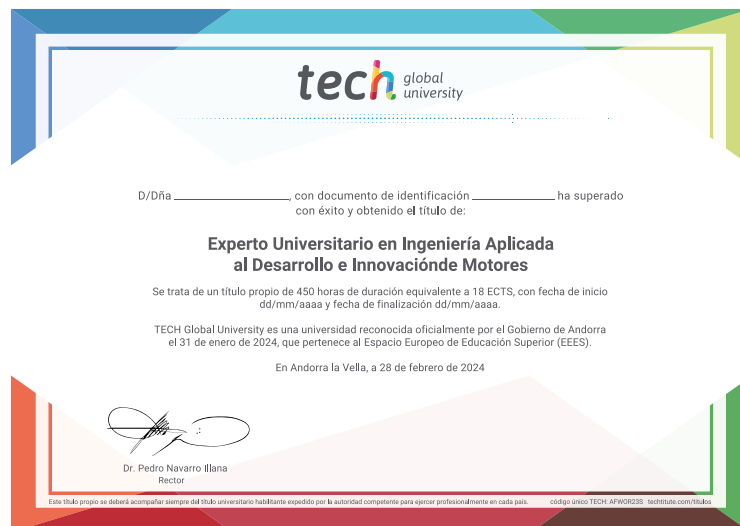 tech global university
D/Dña ____________, con documento de identificación ____________ ha superado
con éxito y obtenido el título de:
Experto Universitario en Ingeniería Aplicada
al Desarrollo e Innovaciónde Motores
Se trata de un título propio de 450 horas de duración equivalente a 18 ECTS, con fecha de inicio
dd/mm/aaaa y fecha de finalización dd/mm/aaaa.
TECH Global University es una universidad reconocida oficialmente por el Gobierno de Andorra
el 31 de enero de 2024, que pertenece al Espacio Europeo de Educación Superior (EEES).
En Andorra la Vella, a 28 de febrero de 2024
Dr. Pedro Navarro Illana
Rector
Este título propio se deberá acompañar siempre del título universitario habilitante expedido por la autoridad competente para ejercer profesionalmente en cada país. código único TECH: AFWOR23S techtitute.com/titulos